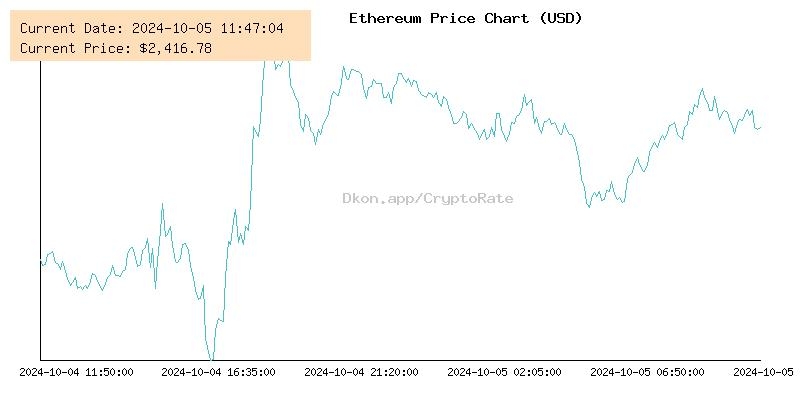 Ethereum Price Chart (USD)
Current Date: 2024-10-05 11:47:04
Current Price: $2,416.78
Dkon.app/CryptoRate
2024-10-04 11:50:00
2024-10-04 16:35:00
2024-10-04 21:20:00
2024-10-05 02:05:00
2024-10-05 06:50:00
2024-10-05